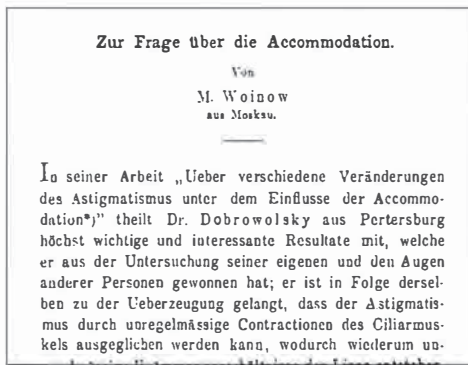 Zur Frage über die Accommodation.
Von
M. Woinow
aus Moskau.
In seiner Arbeit „Ueber verschiedene Veränderungen
des Astigmatismus unter dem Einflusse der Accommo-
dation*)" theilt Dr. Dobrowolsky aus Pertersburg
höchst wichtige und interessante Resultate mit, welche
er aus der Untersuchung seiner eigenen und den Augen
anderer Personen gewonnen hat; er ist in Folge dersel-
ben zu der Ueberzeugung gelangt, dass der Astigmatis-
mus durch unregelmässige Contractionen des Ciliarmus-
kels ausgeglichen werden kann, wodurch wiederum un-